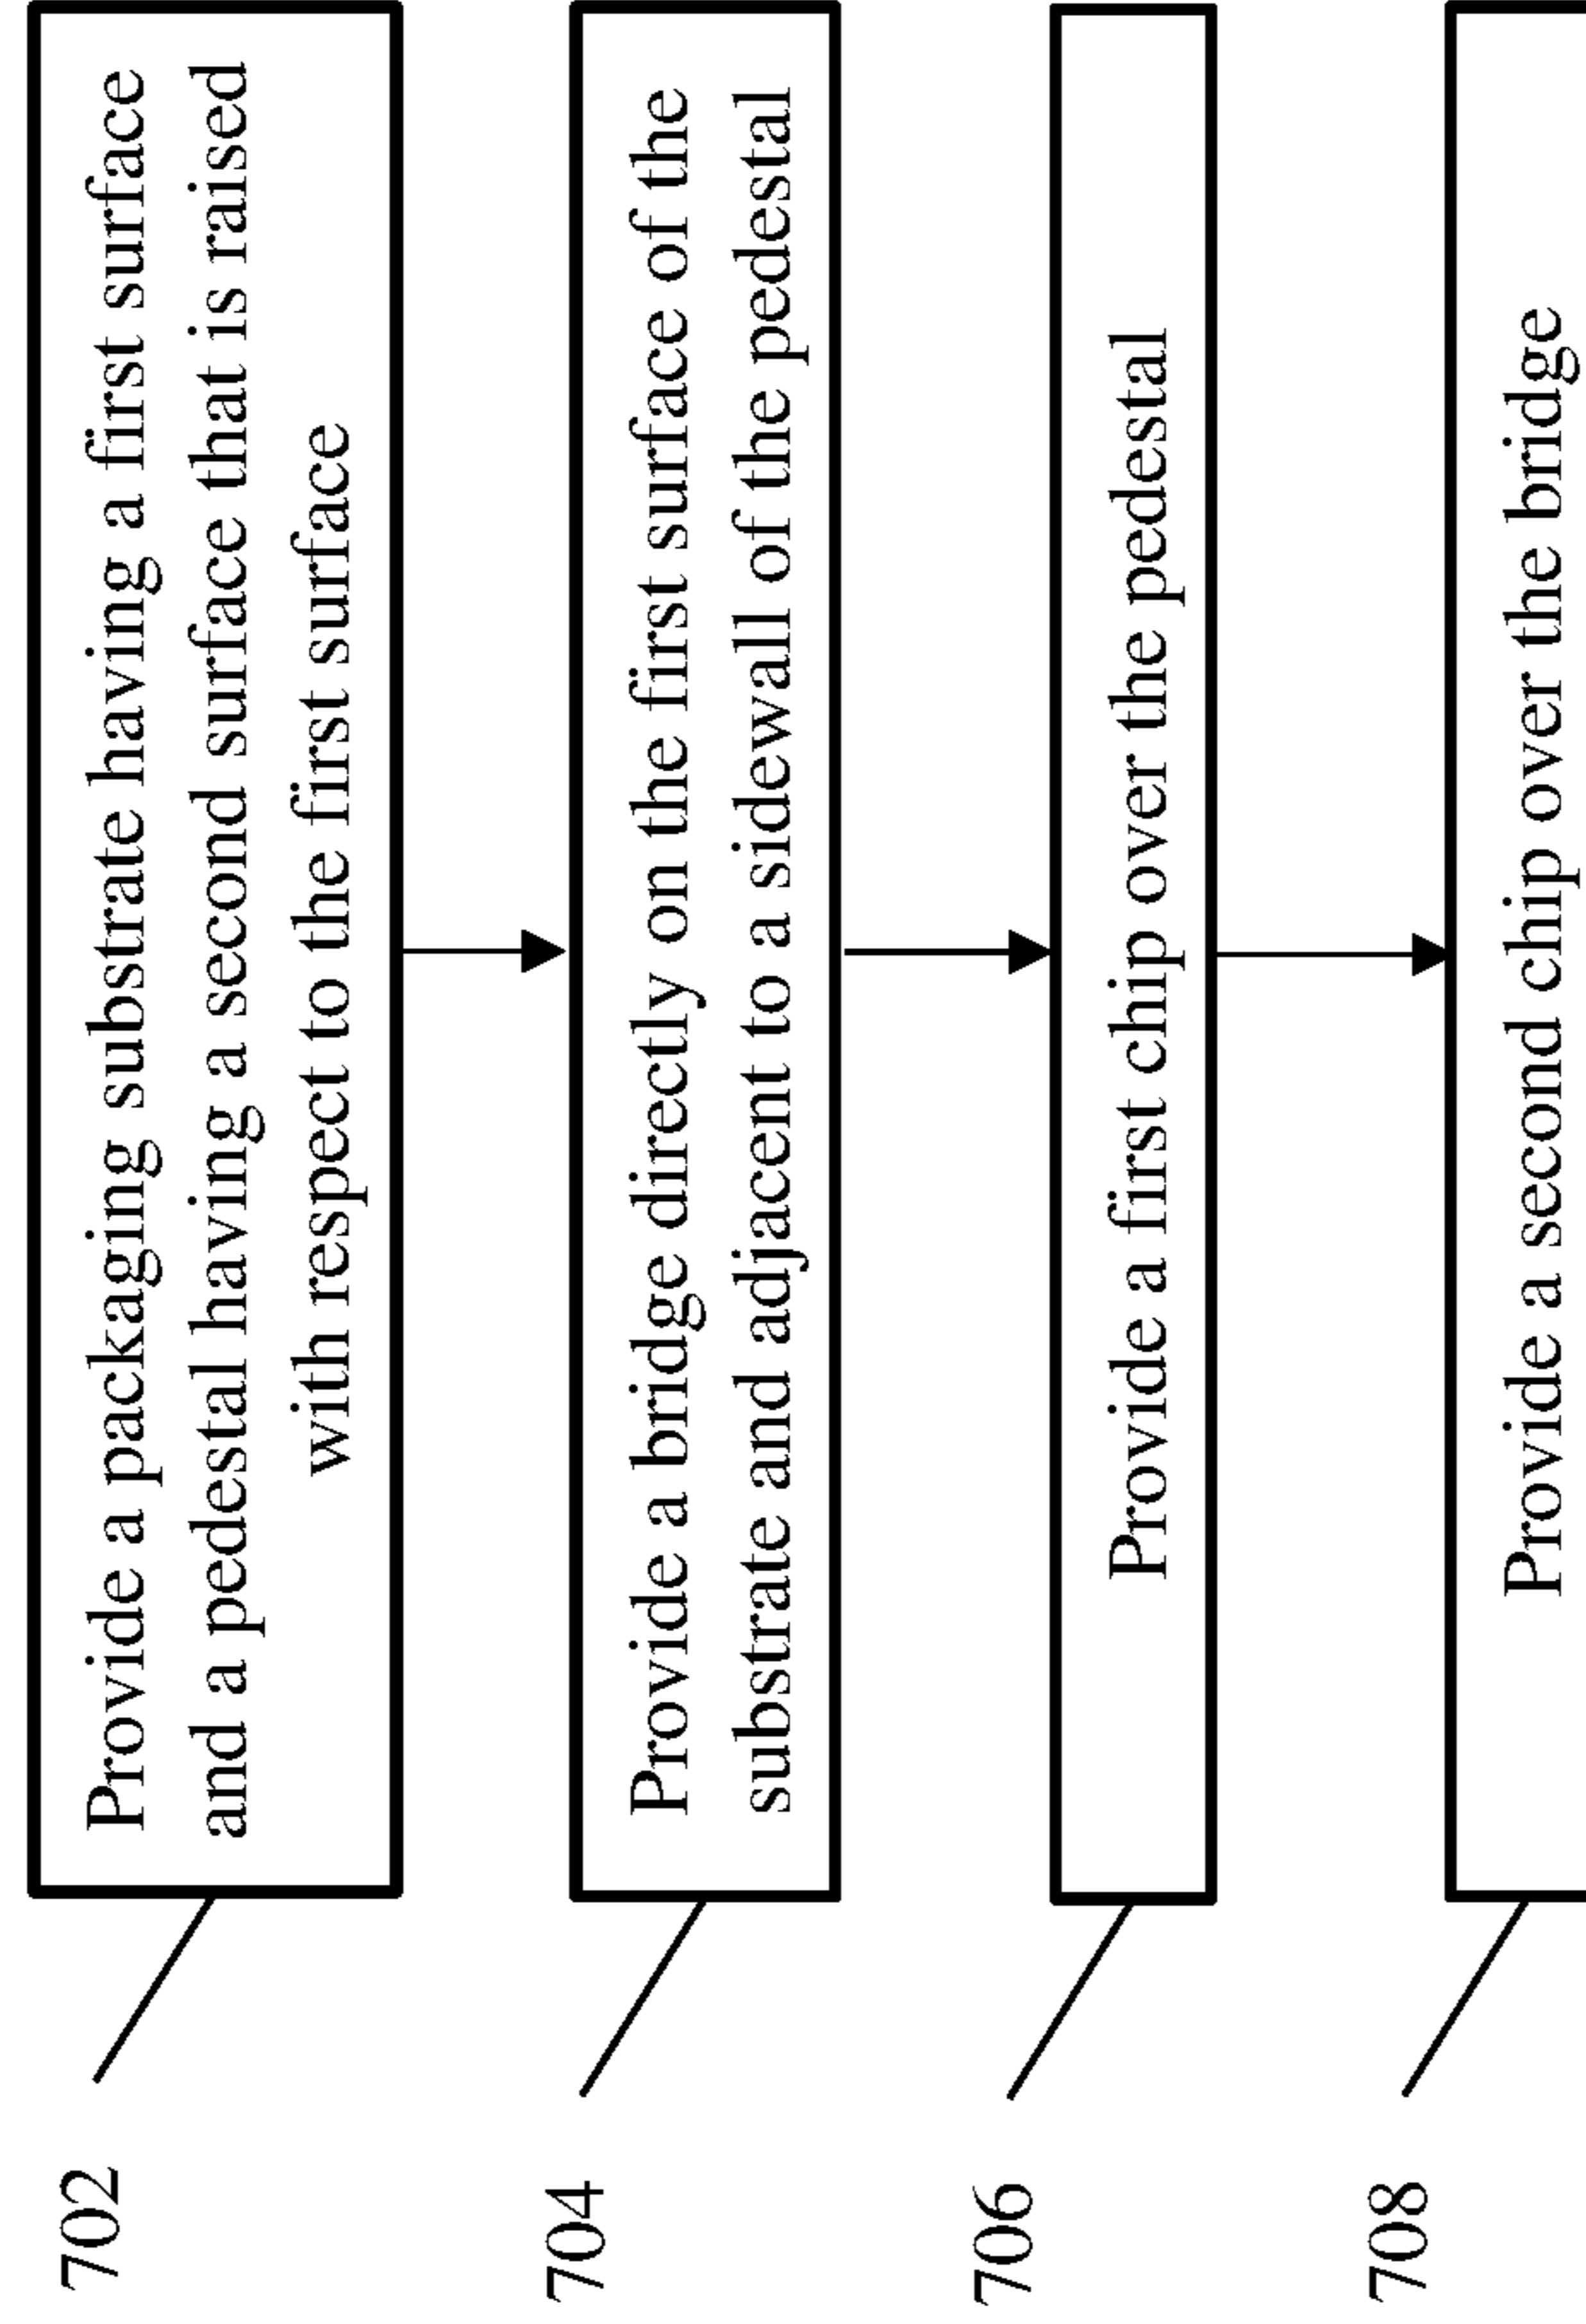 702
Provide a packaging substrate having a first surface
and a pedestal having a second surface that is raised
with respect to the first surface
704
Provide a bridge directly on the first surface of the
substrate and adjacent to a sidewall of the pedestal
706
Provide a first chip over the pedestal
708
Provide a second chip over the bridge